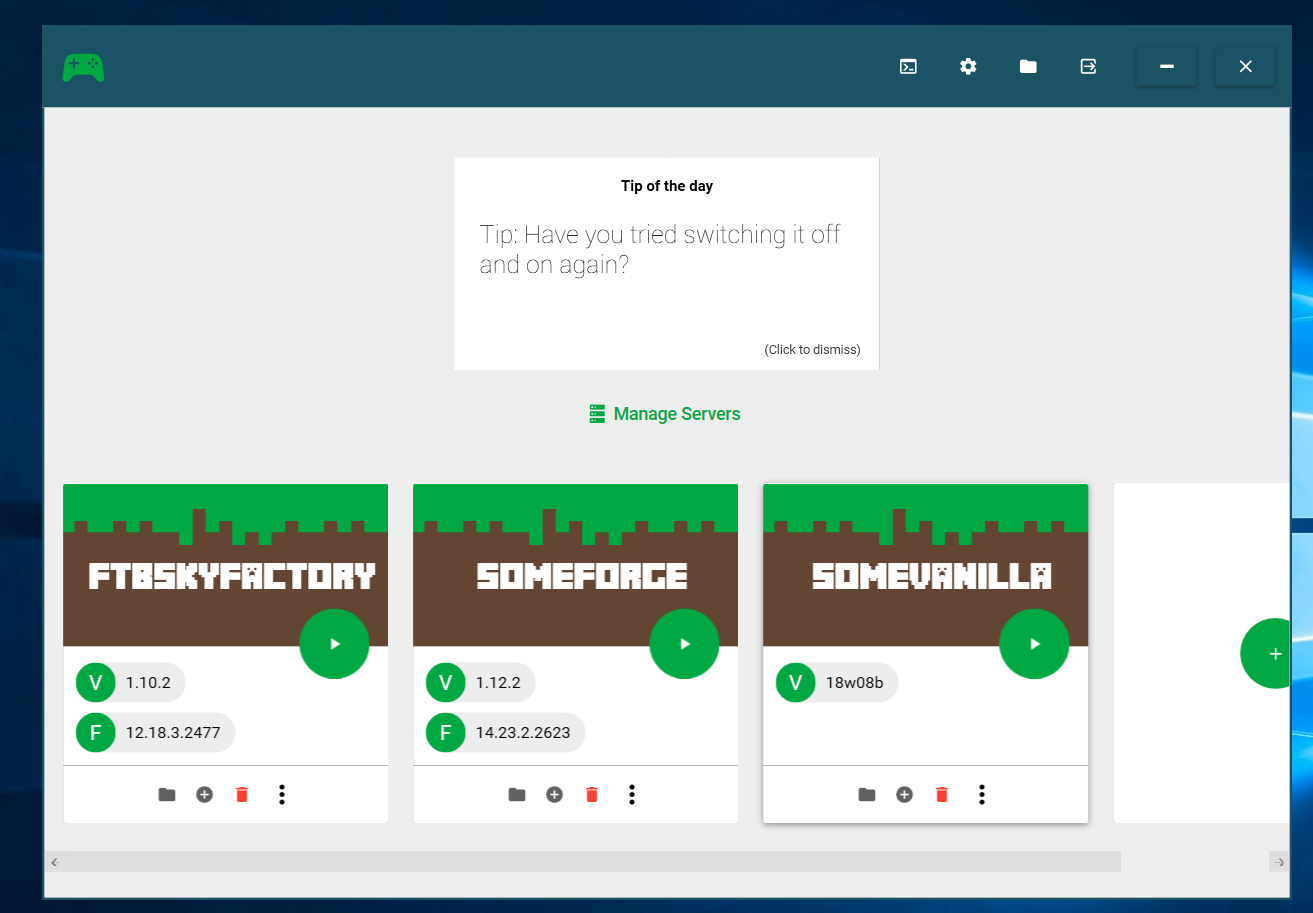 Tip of the day
Tip: Have you tried switching it off
and on again?
(Click to dismiss)
Manage Servers
FTBSKYFACTORY
SOMEFORGE
SOMEVANILLA
V 1.10.2
F 12.18.3.2477
V 1.12.2
F 14.23.2.2623
V 18w08b